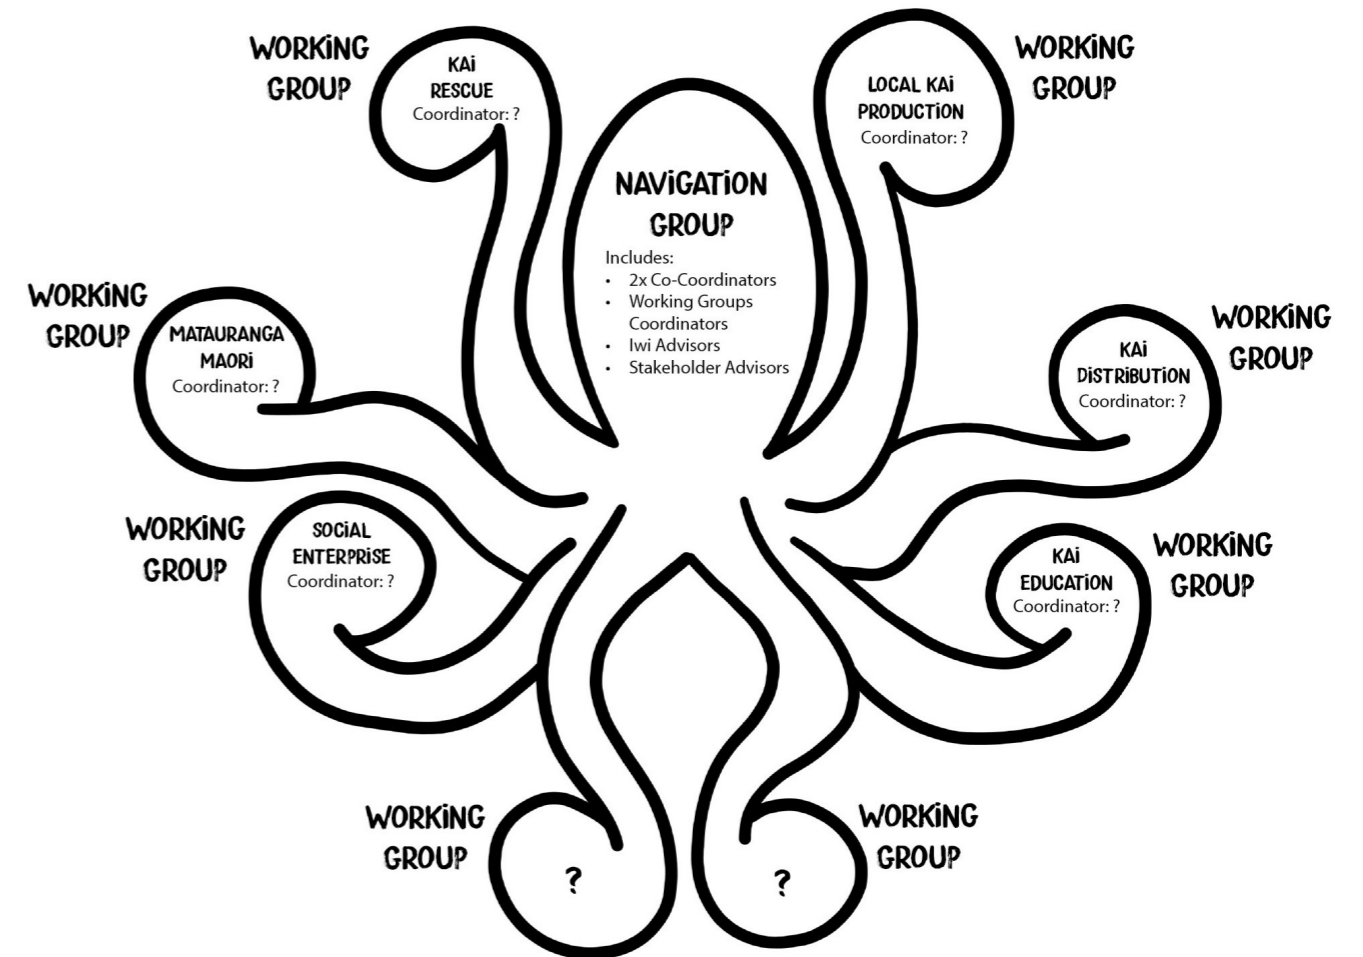 WORKING
GROUP
KAi
RESCUE
Coordinator: ?
LOCAL KAi
PRODUCTION
Coordinator: ?
WORKING
GROUP
NAViGATiON
GROUP
Includes:
• 2x Co-Coordinators
• Working Groups
Coordinators
• Iwi Advisors
• Stakeholder Advisors
WORKiNG
GROUP
MATAURANGA
MAORi
Coordinator: ?
KAi
DiSTRiBUTiON
Coordinator: ?
WORKiNG
GROUP
WORKiNG
GROUP
SOCiAL
ENTERPRiSE
Coordinator: ?
KAi
EDUCATiON
Coordinator: ?
WORKiNG
GROUP
WORKiNG
GROUP
?
?
WORKiNG
GROUP